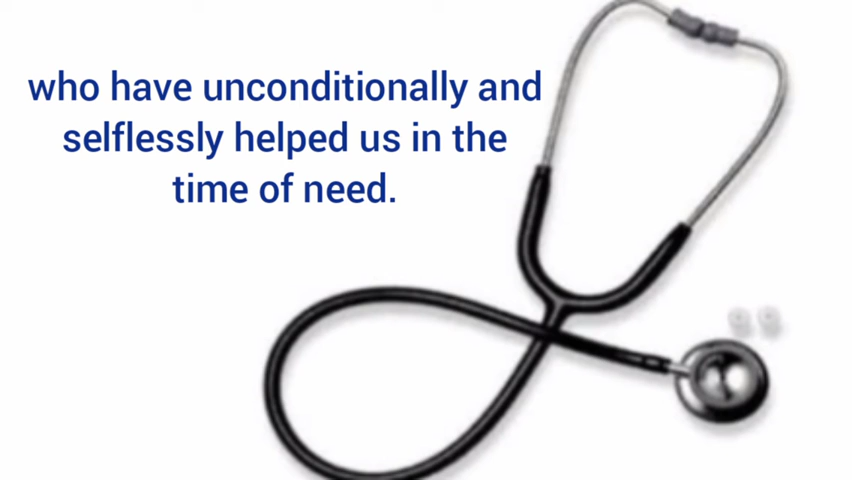 who have unconditionally and
selflessly helped us in the
time of need.